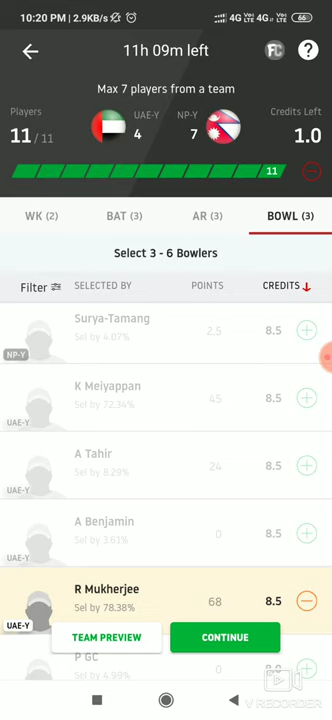 10:20 PM | 2.9KB/s
4G 4G 66
11h 09m left
FC ?
Max 7 players from a team
Players UAE-Y NP-Y Credits Left
11 / 11 4 7 1.0
11
WK (2) BAT (3) AR (3) BOWL (3)
Select 3 - 6 Bowlers
Filter SELECTED BY POINTS CREDITS
Surya-Tamang
Sel by 4.07%
2.5 8.5
NP-Y
K Meiyappan
Sel by 72.34%
45 8.5
UAE-Y
A Tahir
Sel by 8.29%
24 8.5
UAE-Y
A Benjamin
Sel by 3.61%
0 8.5
UAE-Y
R Mukherjee
Sel by 78.38%
68 8.5
UAE-Y
TEAM PREVIEW CONTINUE
P GC
Sel by 4.99%
0
V RECORDER